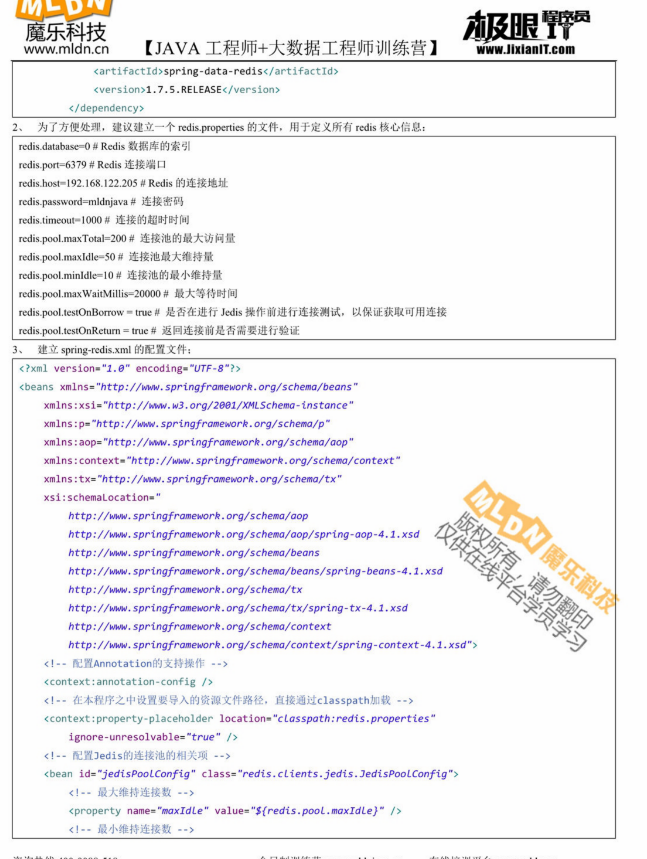 MLDN
魔乐科技
www.mldn.cn
【JAVA 工程师+大数据工程师训练营】
极限IT 程序员
www.JixianIT.com
<artifactId>spring-data-redis</artifactId>
<version>1.7.5.RELEASE</version>
</dependency>
2、 为了方便处理，建议建立一个 redis.properties 的文件，用于定义所有 redis 核心信息：
redis.database=0 # Redis 数据库的索引
redis.port=6379 # Redis 连接端口
redis.host=192.168.122.205 # Redis 的连接地址
redis.password=mldnjava # 连接密码
redis.timeout=1000 # 连接的超时时间
redis.pool.maxTotal=200 # 连接池的最大访问量
redis.pool.maxIdle=50 # 连接池最大维持量
redis.pool.minIdle=10 # 连接池的最小维持量
redis.pool.maxWaitMillis=20000 # 最大等待时间
redis.pool.testOnBorrow = true # 是否在进行 Jedis 操作前进行连接测试，以保证获取可用连接
redis.pool.testOnReturn = true # 返回连接前是否需要进行验证
3、 建立 spring-redis.xml 的配置文件：
<?xml version="1.0" encoding="UTF-8"?>
<beans xmlns="http://www.springframework.org/schema/beans"
xmlns:xsi="http://www.w3.org/2001/XMLSchema-instance"
xmlns:p="http://www.springframework.org/schema/p"
xmlns:aop="http://www.springframework.org/schema/aop"
xmlns:context="http://www.springframework.org/schema/context"
xmlns:tx="http://www.springframework.org/schema/tx"
xsi:schemaLocation="
http://www.springframework.org/schema/aop
http://www.springframework.org/schema/aop/spring-aop-4.1.xsd
http://www.springframework.org/schema/beans
http://www.springframework.org/schema/beans/spring-beans-4.1.xsd
http://www.springframework.org/schema/tx
http://www.springframework.org/schema/tx/spring-tx-4.1.xsd
http://www.springframework.org/schema/context
http://www.springframework.org/schema/context/spring-context-4.1.xsd">
<!-- 配置Annotation的支持操作 -->
<context:annotation-config />
<!-- 在本程序之中设置要导入的资源文件路径，直接通过classpath加载 -->
<context:property-placeholder location="classpath:redis.properties"
ignore-unresolvable="true" />
<!-- 配置Jedis的连接池的相关项 -->
<bean id="jedisPoolConfig" class="redis.clients.jedis.JedisPoolConfig">
<!-- 最大维持连接数 -->
<property name="maxIdle" value="${redis.pool.maxIdle}" />
<!-- 最小维持连接数 -->
MLDN 魔乐科技
版权所有，请勿翻印
仅供在线平台学员学习